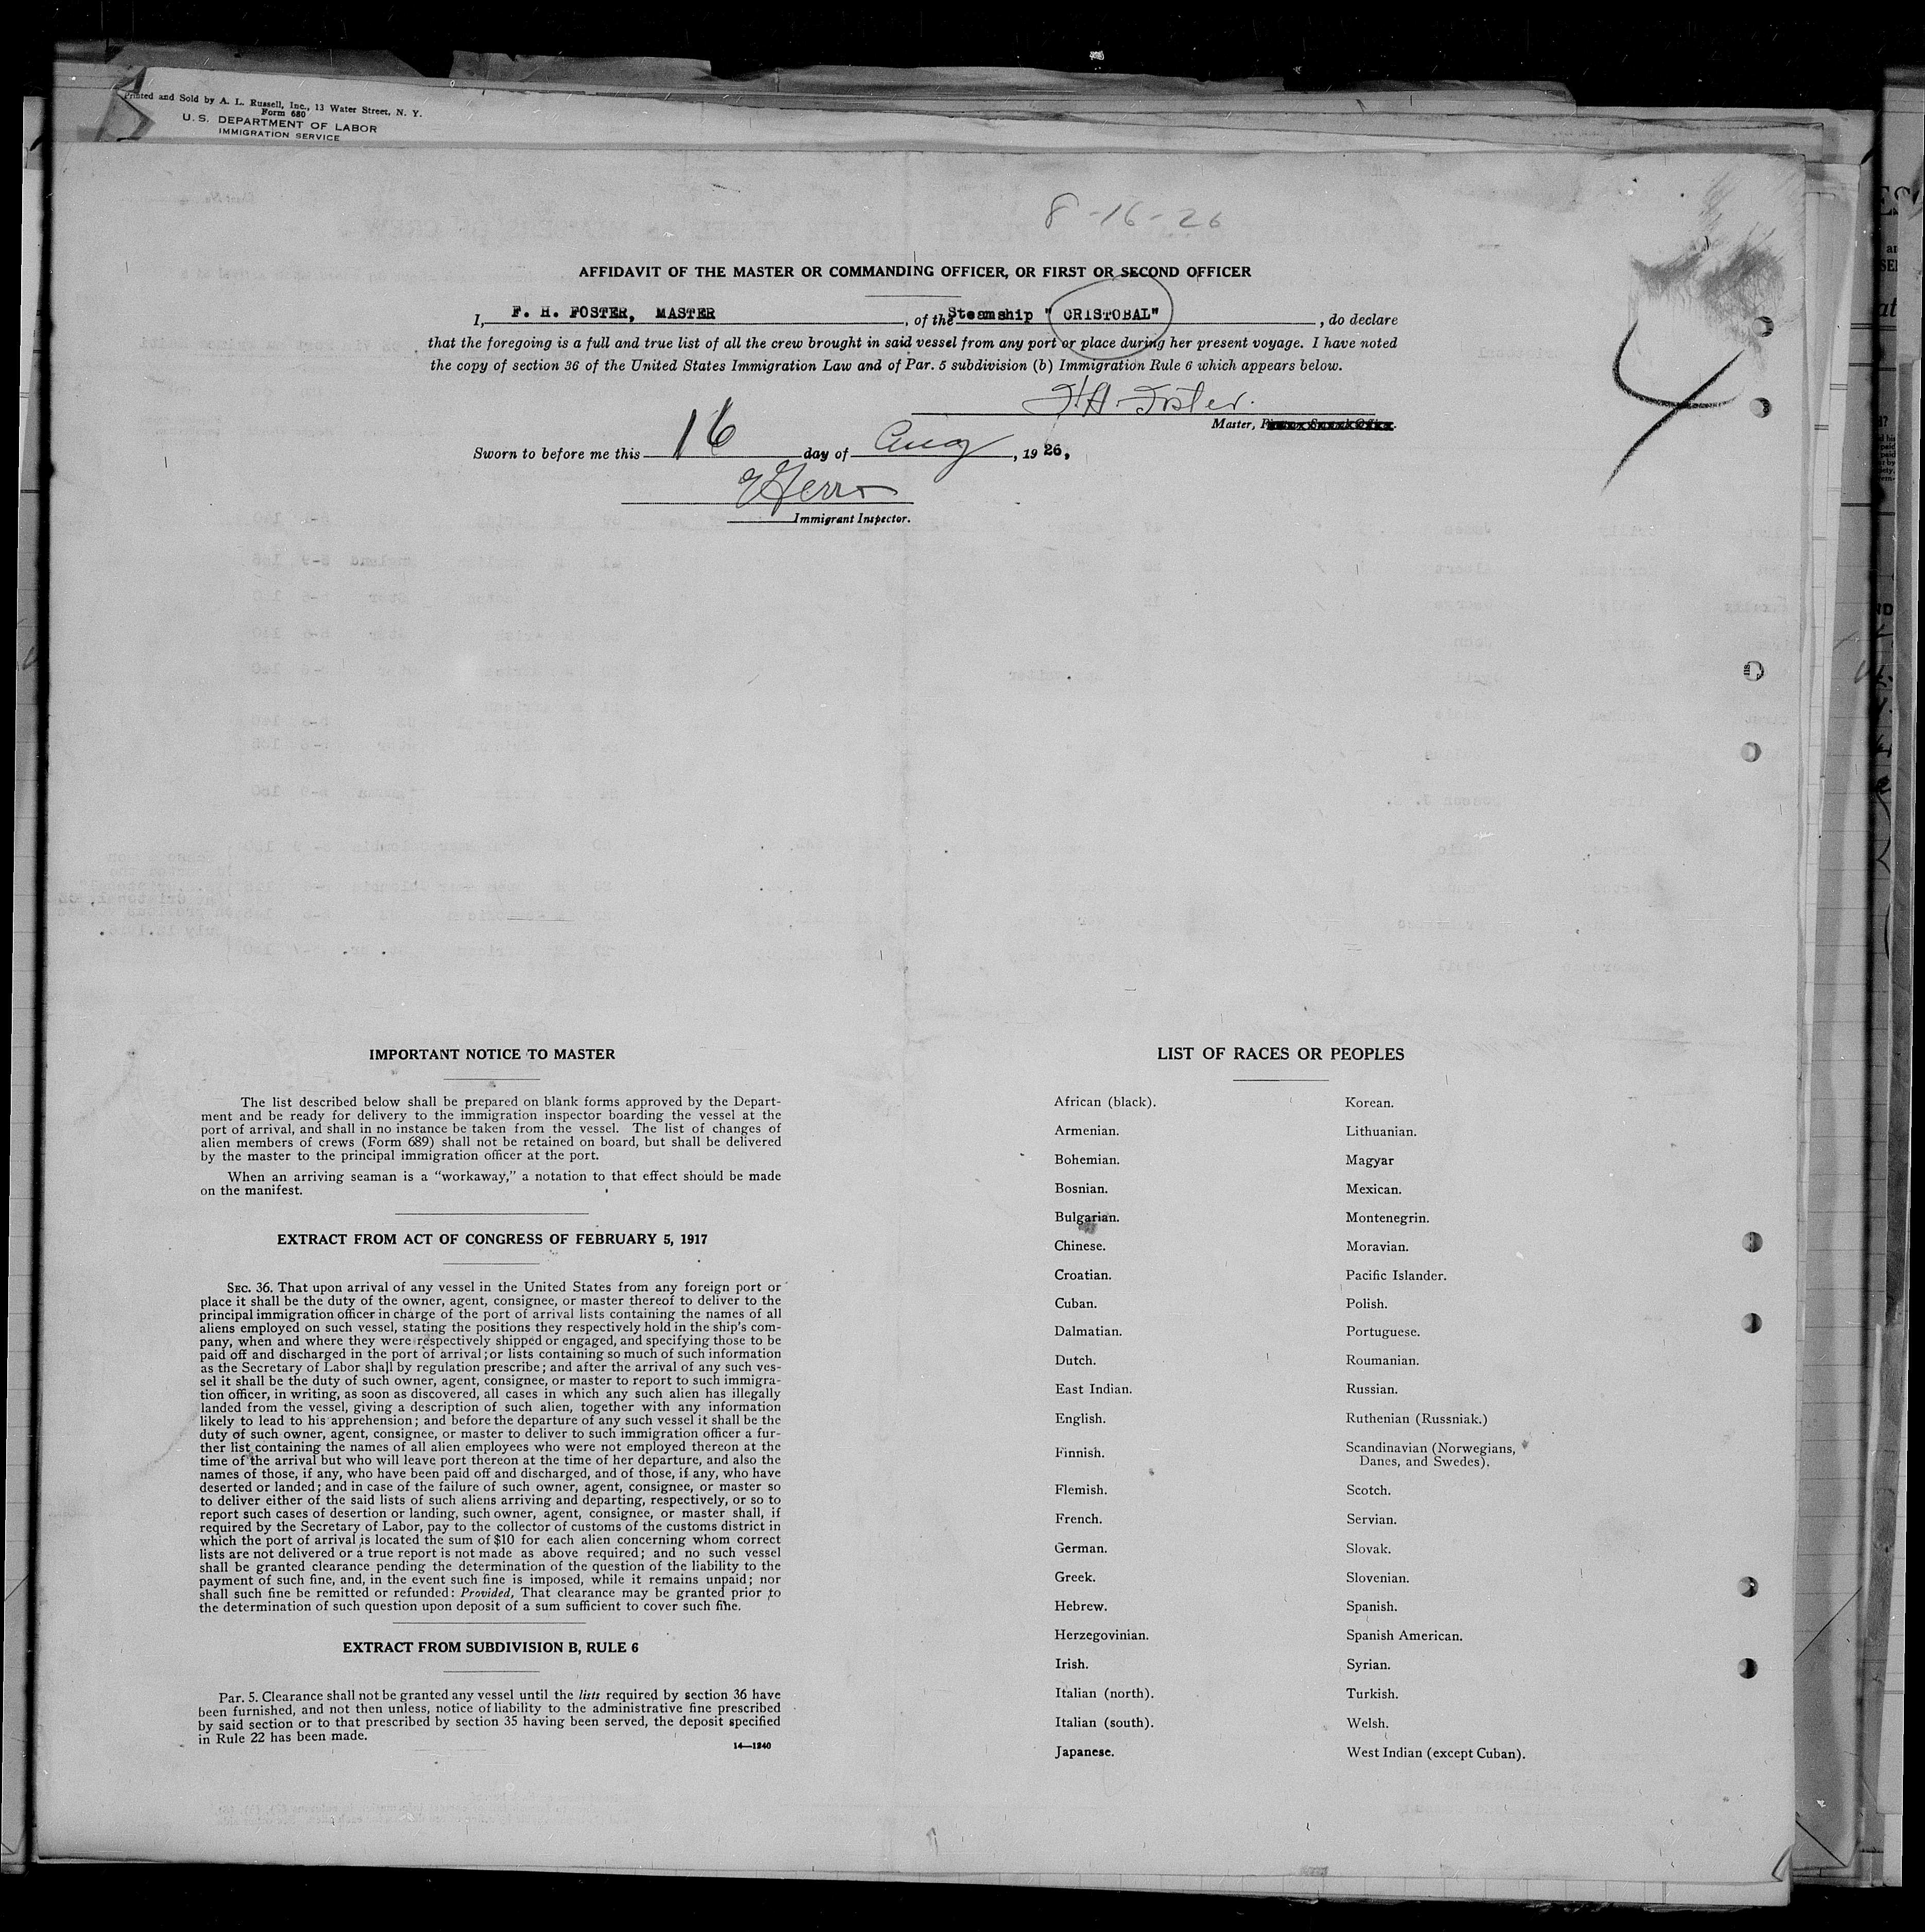 Printed and Sold by A. L. Russell, Inc., 13 Water Street, N. Y.
Form 680
U. S. DEPARTMENT OF LABOR
IMMIGRATION SERVICE
8-16-26
AFFIDAVIT OF THE MASTER OR COMMANDING OFFICER, OR FIRST OR SECOND OFFICER
I, F. H. FOSTER, MASTER, of the Steamship " CRISTOBAL", do declare
that the foregoing is a full and true list of all the crew brought in said vessel from any port or place during her present voyage. I have noted
the copy of section 36 of the United States Immigration Law and of Par. 5 subdivision (b) Immigration Rule 6 which appears below.
4
F H Foster.
Master,
Sworn to before me this 16 day of Aug, 1926,
Immigrant Inspector.
IMPORTANT NOTICE TO MASTER
The list described below shall be prepared on blank forms approved by the Depart-
ment and be ready for delivery to the immigration inspector boarding the vessel at the
port of arrival, and shall in no instance be taken from the vessel. The list of changes of
alien members of crews (Form 689) shall not be retained on board, but shall be delivered
by the master to the principal immigration officer at the port.
When an arriving seaman is a "workaway," a notation to that effect should be made
on the manifest.
EXTRACT FROM ACT OF CONGRESS OF FEBRUARY 5, 1917
SEC. 36. That upon arrival of any vessel in the United States from any foreign port or
place it shall be the duty of the owner, agent, consignee, or master thereof to deliver to the
principal immigration officer in charge of the port of arrival lists containing the names of all
aliens employed on such vessel, stating the positions they respectively hold in the ship's com-
pany, when and where they were respectively shipped or engaged, and specifying those to be
paid off and discharged in the port of arrival; or lists containing so much of such information
as the Secretary of Labor shall by regulation prescribe; and after the arrival of any such ves-
sel it shall be the duty of such owner, agent, consignee, or master to report to such immigra-
tion officer, in writing, as soon as discovered, all cases in which any such alien has illegally
landed from the vessel, giving a description of such alien, together with any information
likely to lead to his apprehension; and before the departure of any such vessel it shall be the
duty of such owner, agent, consignee, or master to deliver to such immigration officer a fur-
ther list containing the names of all alien employees who were not employed thereon at the
time of the arrival but who will leave port thereon at the time of her departure, and also the
names of those, if any, who have been paid off and discharged, and of those, if any, who have
deserted or landed; and in case of the failure of such owner, agent, consignee, or master so
to deliver either of the said lists of such aliens arriving and departing, respectively, or so to
report such cases of desertion or landing, such owner, agent, consignee, or master shall, if
required by the Secretary of Labor, pay to the collector of customs of the customs district in
which the port of arrival is located the sum of $10 for each alien concerning whom correct
lists are not delivered or a true report is not made as above required; and no such vessel
shall be granted clearance pending the determination of the question of the liability to the
payment of such fine, and, in the event such fine is imposed, while it remains unpaid; nor
shall such fine be remitted or refunded: Provided, That clearance may be granted prior to
the determination of such question upon deposit of a sum sufficient to cover such fine.
EXTRACT FROM SUBDIVISION B, RULE 6
Par. 5. Clearance shall not be granted any vessel until the lists required by section 36 have
been furnished, and not then unless, notice of liability to the administrative fine prescribed
by said section or to that prescribed by section 35 having been served, the deposit specified
in Rule 22 has been made.
14—1240
LIST OF RACES OR PEOPLES
African (black).
Armenian.
Bohemian.
Bosnian.
Bulgarian.
Chinese.
Croatian.
Cuban.
Dalmatian.
Dutch.
East Indian.
English.
Finnish.
Flemish.
French.
German.
Greek.
Hebrew.
Herzegovinian.
Irish.
Italian (north).
Italian (south).
Japanese.
Korean.
Lithuanian.
Magyar
Mexican.
Montenegrin.
Moravian.
Pacific Islander.
Polish.
Portuguese.
Roumanian.
Russian.
Ruthenian (Russniak.)
Scandinavian (Norwegians,
Danes, and Swedes).
Scotch.
Servian.
Slovak.
Slovenian.
Spanish.
Spanish American.
Syrian.
Turkish.
Welsh.
West Indian (except Cuban).